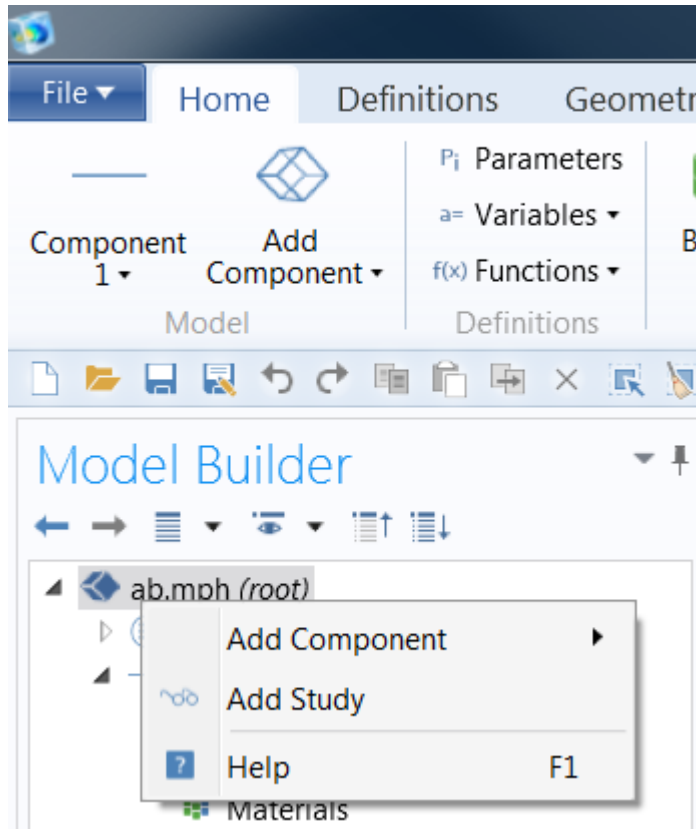 File
Home
Definitions
Geometr
Component
1
Add
Component
Pi Parameters
a= Variables
f(x) Functions
B
Model
Definitions
Model Builder
ab.mph (root)
Add Component
Add Study
? Help F1
Materials